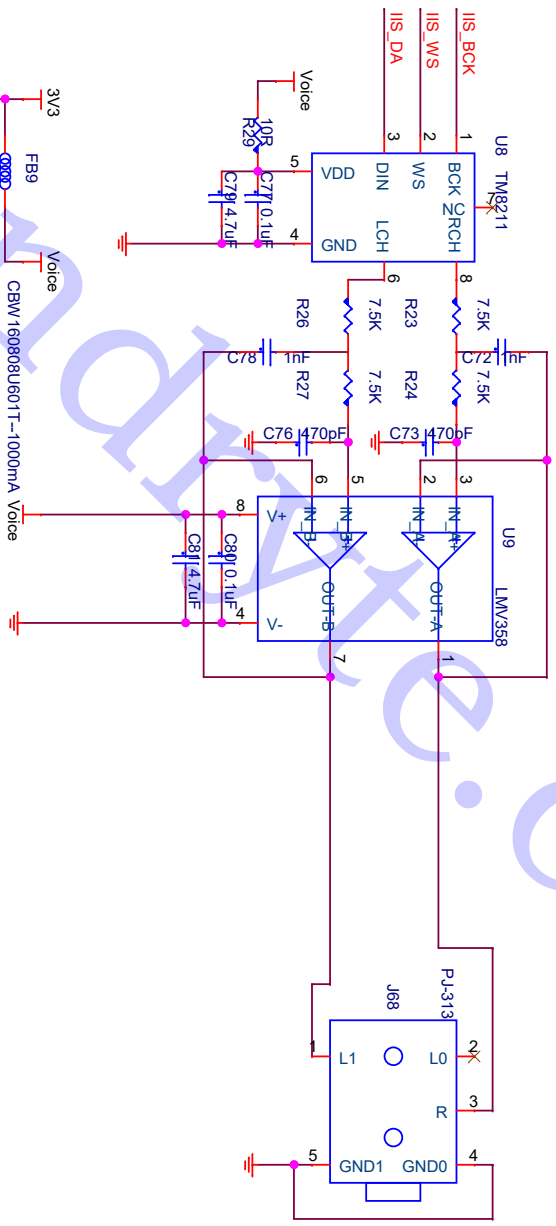 IIS_BCK
IIS_WS
IIS_DA
U8 TM8211
1 BCK
2 WS
3 DIN
NC 7
RCH 8
LCH 6
VDD 5
GND 4
Voice
10R
R29
C79 4.7uF
C77 0.1uF
3V3
FB9
Voice
CBW160808U601T--1000mA
R26 7.5K
R23 7.5K
C78 1nF
C72 1nF
R27 7.5K
R24 7.5K
C76 470pF
C73 470pF
U9
LMV358
6 IN_B-
5 IN_B+
2 IN_A-
3 IN_A+
OUT-B 7
OUT-A 1
8 V+
4 V-
Voice
C81 4.7uF
C80 0.1uF
PJ-313
J68
1 L1
L0 2
R 3
GND0 4
5 GND1
ndryte.c